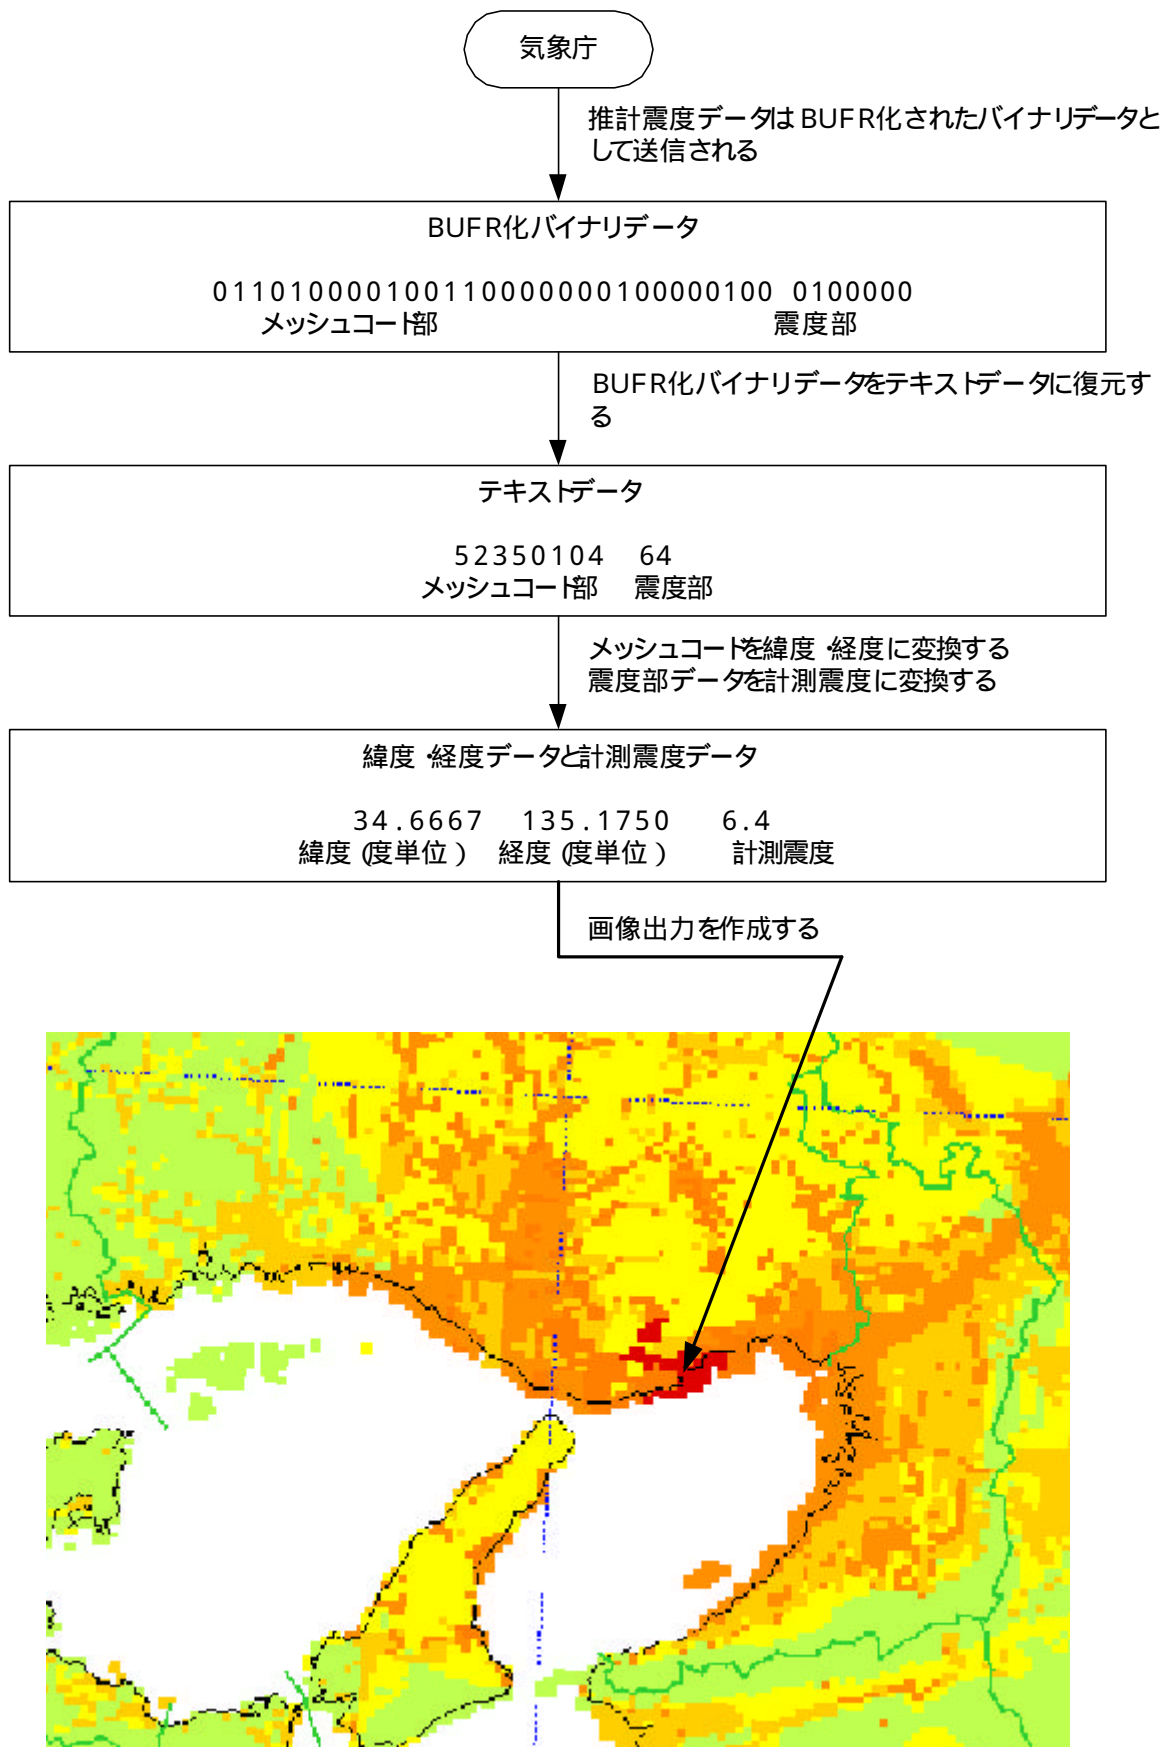 気象庁
推計震度データは BUFR化されたバイナリデータと
して送信される
BUFR化バイナリデータ
01101000010011000000000100000100 0100000
メッシュコード部 震度部
BUFR化バイナリデータをテキストデータに復元す
る
テキストデータ
52350104 64
メッシュコード部 震度部
メッシュコードを緯度・経度に変換する
震度部データを計測震度に変換する
緯度・経度データと計測震度データ
34.6667 135.1750 6.4
緯度(度単位) 経度(度単位) 計測震度
画像出力を作成する